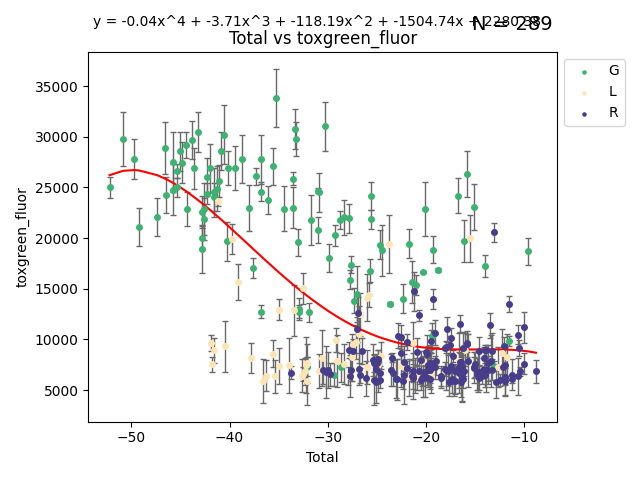 y = -0.04x^4 + -3.71x^3 + -118.19x^2 + -1504.74x +
N = 289
Total vs toxgreen_fluor
G
L
R
35000
30000
25000
20000
15000
10000
5000
toxgreen_fluor
−50 −40 −30 −20 −10
Total